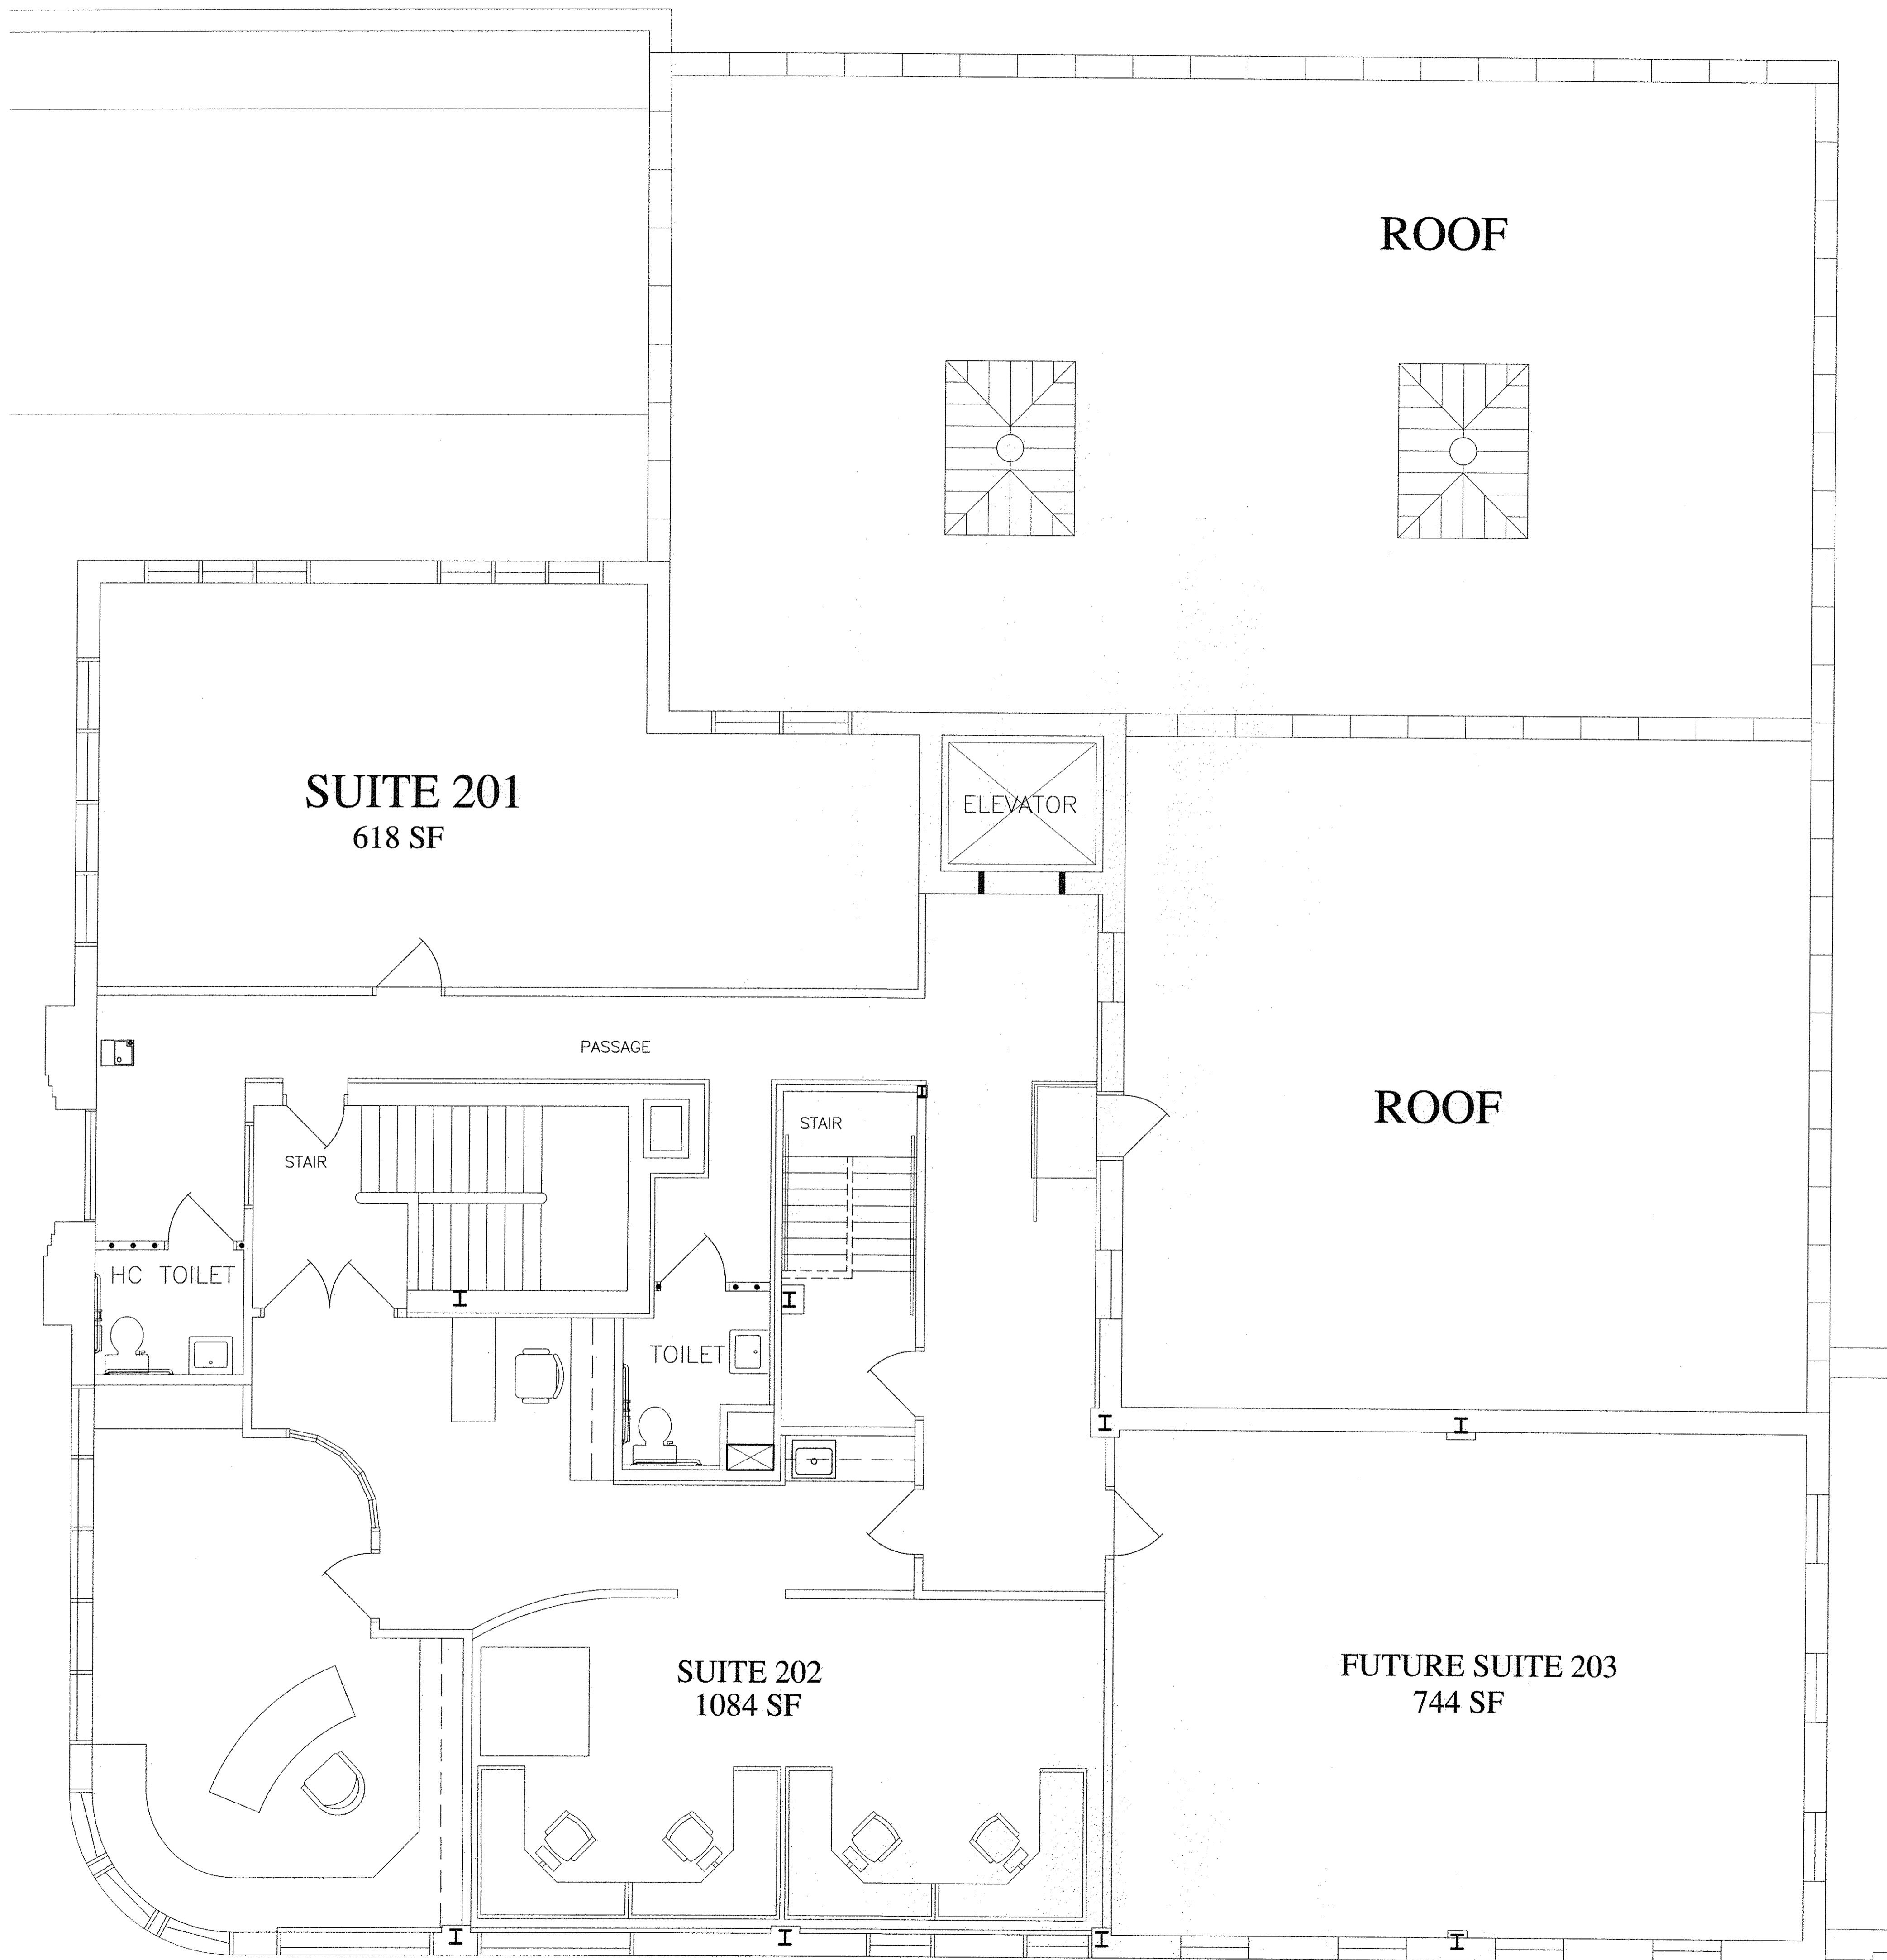 ROOF
SUITE 201
618 SF
ELEVATOR
PASSAGE
STAIR
STAIR
ROOF
HC TOILET
TOILET
SUITE 202
1084 SF
FUTURE SUITE 203
744 SF